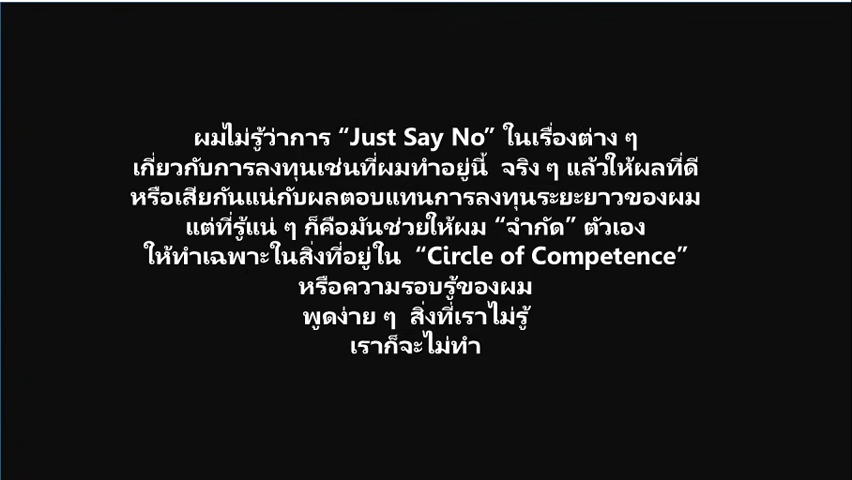 ผมไม่รู้ว่าการ “Just Say No” ในเรื่องต่าง ๆ
เกี่ยวกับการลงทุนเช่นที่ผมทำอยู่นี้ จริง ๆ แล้วให้ผลที่ดี
หรือเสียกันแน่กับผลตอบแทนการลงทุนระยะยาวของผม
แต่ที่รู้แน่ ๆ ก็คือมันช่วยให้ผม “จำกัด” ตัวเอง
ให้ทำเฉพาะในสิ่งที่อยู่ใน “Circle of Competence”
หรือความรอบรู้ของผม
พูดง่าย ๆ สิ่งที่เราไม่รู้
เราก็จะไม่ทำ